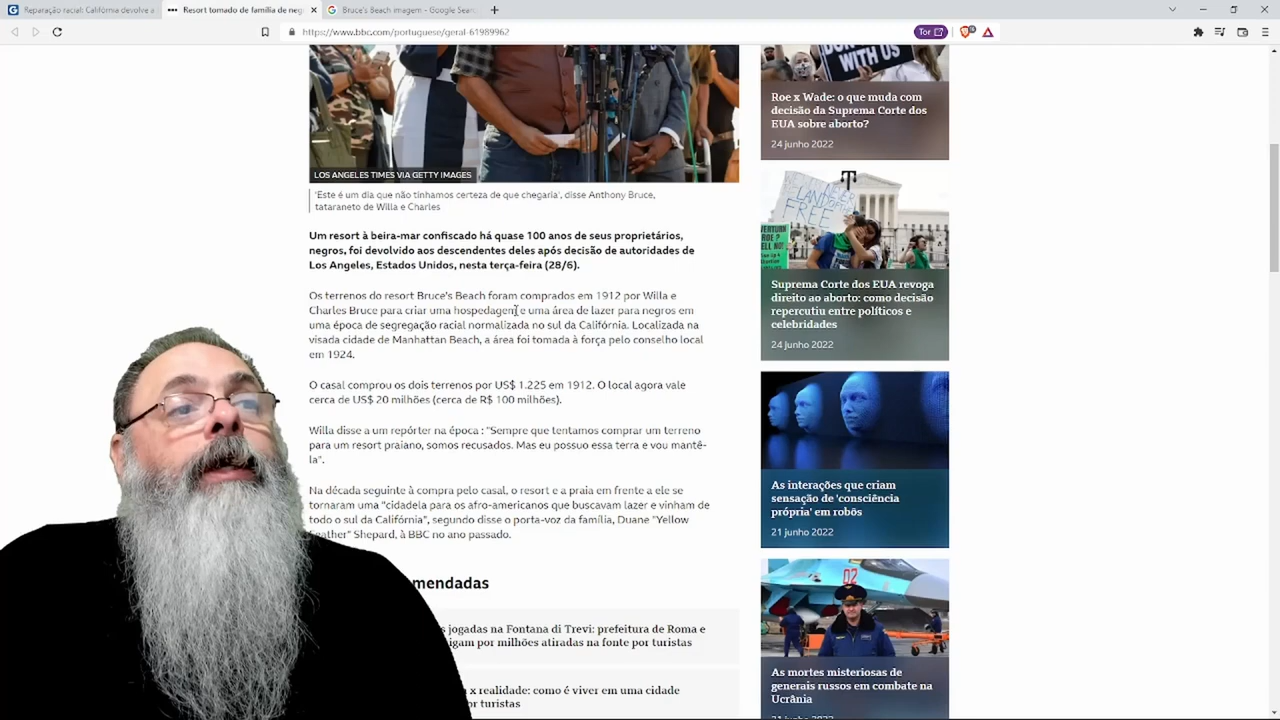 Reparação racial: Califórnia devolve a
Resort tomado de família de neg
Bruce's Beach imagem - Google Sear
https://www.bbc.com/portuguese/geral-61989962
Tor
LOS ANGELES TIMES VIA GETTY IMAGES
'Este é um dia que não tínhamos certeza de que chegaria', disse Anthony Bruce,
tataraneto de Willa e Charles
Um resort à beira-mar confiscado há quase 100 anos de seus proprietários,
negros, foi devolvido aos descendentes deles após decisão de autoridades de
Los Angeles, Estados Unidos, nesta terça-feira (28/6).
Os terrenos do resort Bruce's Beach foram comprados em 1912 por Willa e
Charles Bruce para criar uma hospedagem e uma área de lazer para negros em
uma época de segregação racial normalizada no sul da Califórnia. Localizada na
visada cidade de Manhattan Beach, a área foi tomada à força pelo conselho local
em 1924.
O casal comprou os dois terrenos por US$ 1.225 em 1912. O local agora vale
cerca de US$ 20 milhões (cerca de R$ 100 milhões).
Willa disse a um repórter na época : "Sempre que tentamos comprar um terreno
para um resort praiano, somos recusados. Mas eu possuo essa terra e vou mantê-
la".
Na década seguinte à compra pelo casal, o resort e a praia em frente a ele se
tornaram uma "cidadela para os afro-americanos que buscavam lazer e vinham de
todo o sul da Califórnia", segundo disse o porta-voz da família, Duane "Yellow
Feather" Shepard, à BBC no ano passado.
mendadas
s jogadas na Fontana di Trevi: prefeitura de Roma e
igam por milhões atiradas na fonte por turistas
x realidade: como é viver em uma cidade
por turistas
WITH US
Roe x Wade: o que muda com
decisão da Suprema Corte dos
EUA sobre aborto?
24 junho 2022
LAND
FREE
Suprema Corte dos EUA revoga
direito ao aborto: como decisão
repercutiu entre políticos e
celebridades
24 junho 2022
As interações que criam
sensação de 'consciência
própria' em robôs
21 junho 2022
02
As mortes misteriosas de
generais russos em combate na
Ucrânia